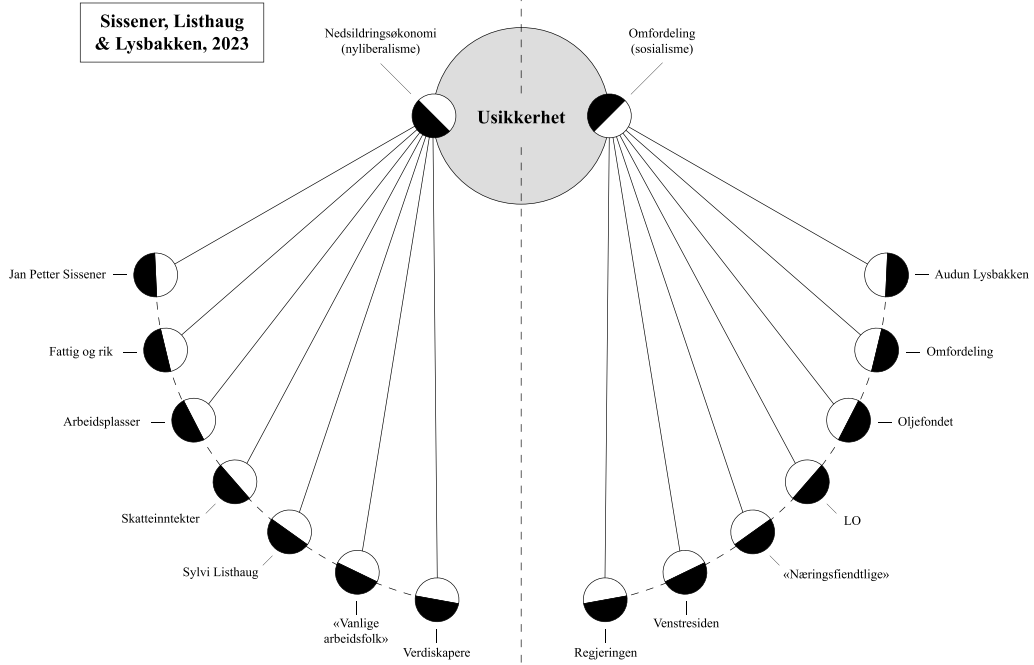 Sissener, Listhaug
& Lysbakken, 2023
Nedsildringsøkonomi
(nyliberalisme)
Omfordeling
(sosialisme)
Usikkerhet
Jan Petter Sissener
Audun Lysbakken
Fattig og rik
Omfordeling
Arbeidsplasser
Oljefondet
Skatteinntekter
LO
Sylvi Listhaug
«Næringsfiendtlige»
«Vanlige
arbeidsfolk»
Venstresiden
Verdiskapere
Regjeringen